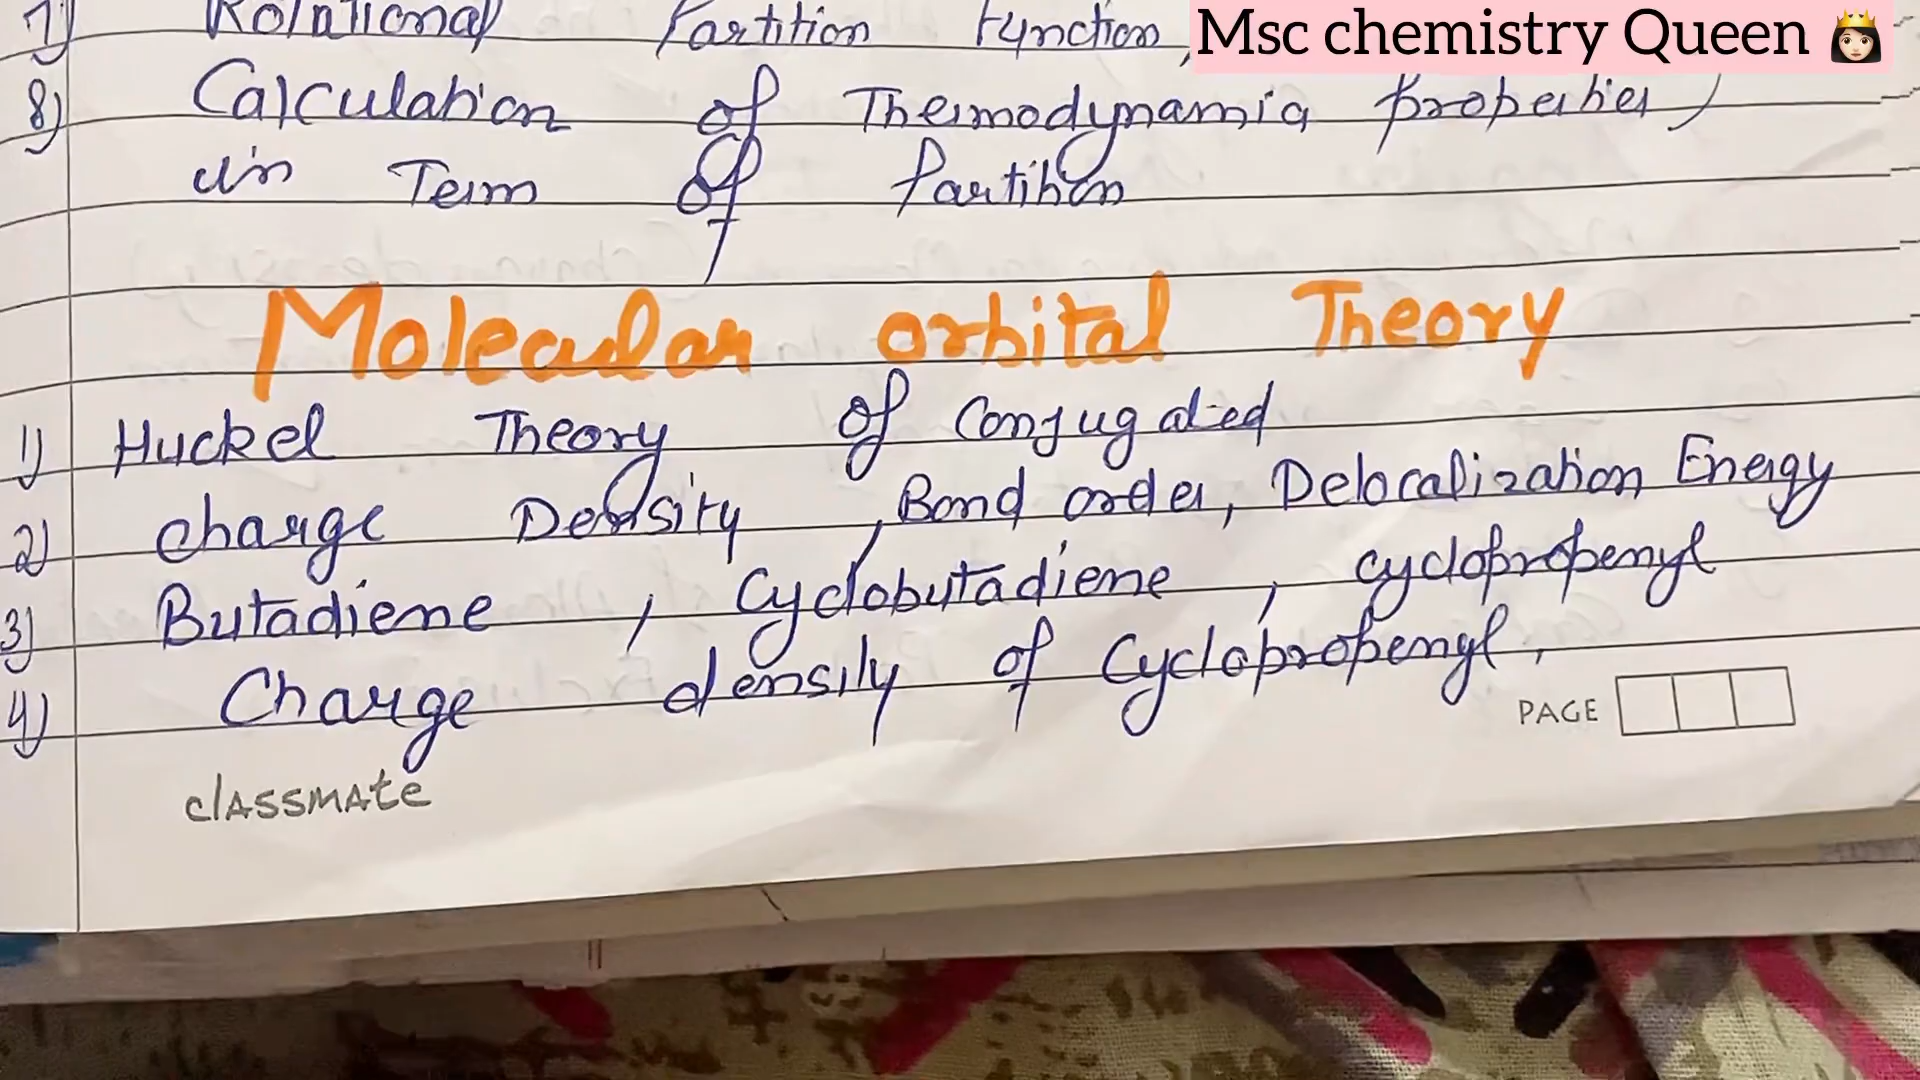 Msc chemistry Queen 👸🏻
7) Rotational Partition Function,
8) Calculation of Thermodynamic properties
in Term of Partition
Molecular orbital Theory
1) Huckel Theory of Conjugated
2) charge Density, Bond order, Delocalization Energy
3) Butadiene, Cyclobutadiene, cyclopropenyl
4) Charge density of Cyclopropenyl,
PAGE
classmate